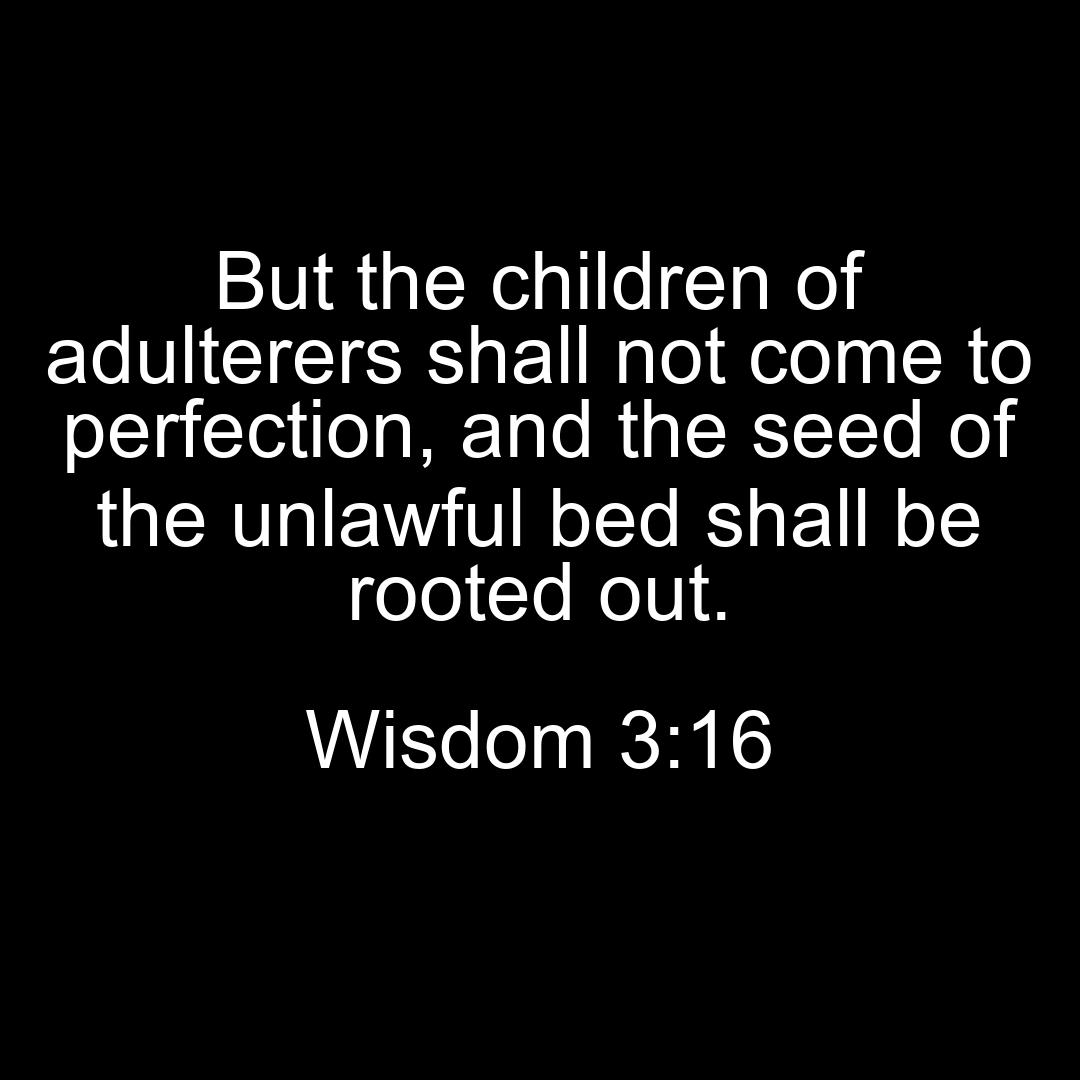 But the children of
adulterers shall not come to
perfection, and the seed of
the unlawful bed shall be
rooted out.
Wisdom 3:16